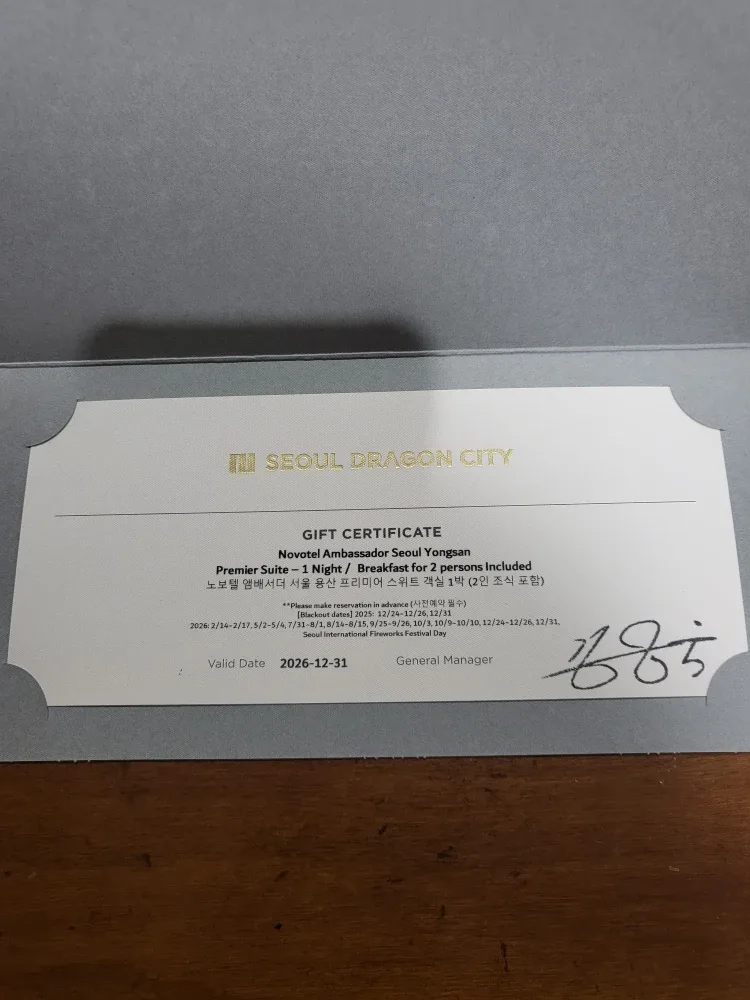 SEOUL DRAGON CITY
GIFT CERTIFICATE
Novotel Ambassador Seoul Yongsan
Premier Suite – 1 Night / Breakfast for 2 persons Included
노보텔 앰배서더 서울 용산 프리미어 스위트 객실 1박 (2인 조식 포함)
**Please make reservation in advance (사전예약 필수)
[Blackout dates] 2025: 12/24~12/26, 12/31
2026: 2/14~2/17, 5/2~5/4, 7/31~8/1, 8/14~8/15, 9/25~9/26, 10/3, 10/9~10/10, 12/24~12/26, 12/31,
Seoul International Fireworks Festival Day
Valid Date 2026-12-31 General Manager